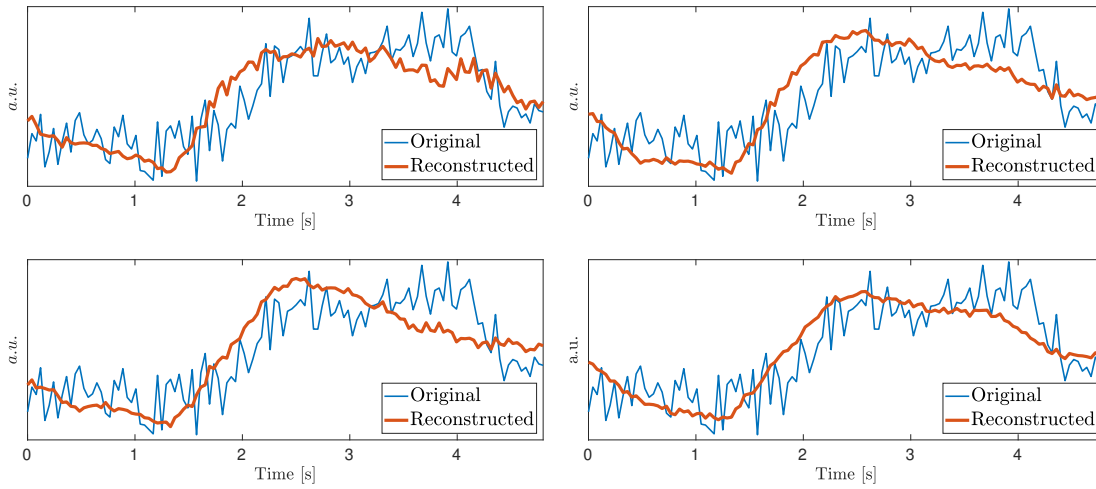 a.u.
Original
Reconstructed
0 1 2 3 4
Time [s]
a.u.
Original
Reconstructed
0 1 2 3 4
Time [s]
a.u.
Original
Reconstructed
0 1 2 3 4
Time [s]
a.u.
Original
Reconstructed
0 1 2 3 4
Time [s]